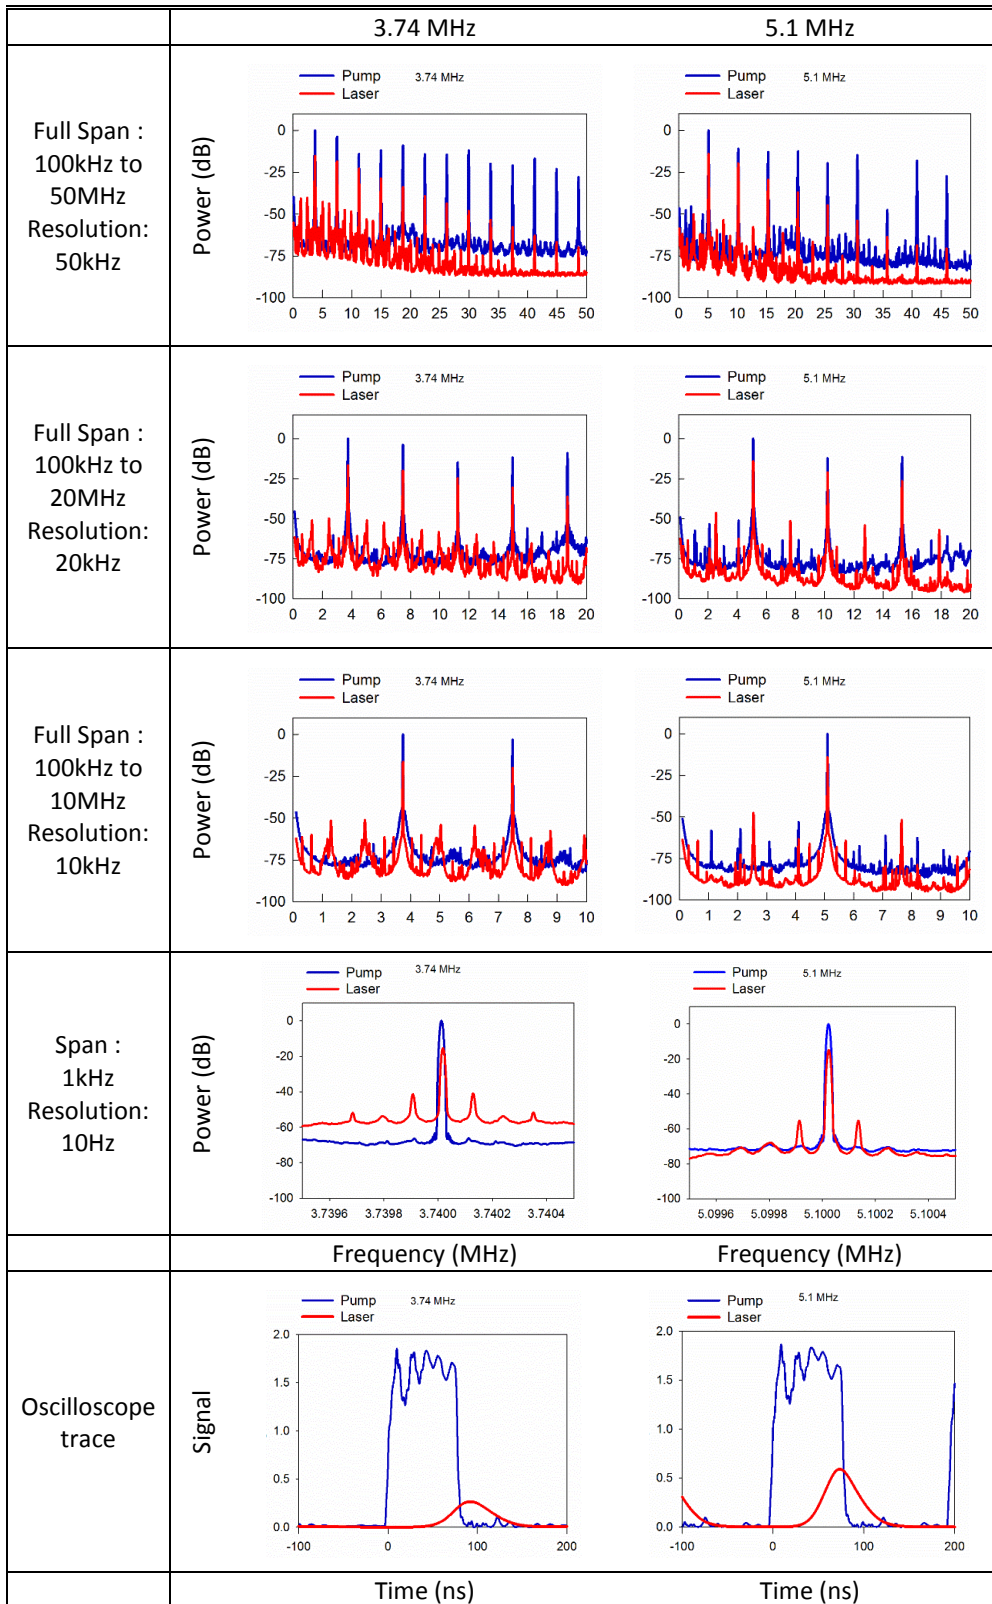 3.74 MHz 5.1 MHz
Full Span :
100kHz to
50MHz
Resolution:
50kHz
Power (dB)
Pump 3.74 MHz
Laser
0
-25
-50
-75
-100
0 5 10 15 20 25 30 35 40 45 50
Pump 5.1 MHz
Laser
0
-25
-50
-75
-100
0 5 10 15 20 25 30 35 40 45 50
Full Span :
100kHz to
20MHz
Resolution:
20kHz
Power (dB)
Pump 3.74 MHz
Laser
0
-25
-50
-75
-100
0 2 4 6 8 10 12 14 16 18 20
Pump 5.1 MHz
Laser
0
-25
-50
-75
-100
0 2 4 6 8 10 12 14 16 18 20
Full Span :
100kHz to
10MHz
Resolution:
10kHz
Power (dB)
Pump 3.74 MHz
Laser
0
-25
-50
-75
-100
0 1 2 3 4 5 6 7 8 9 10
Pump 5.1 MHz
Laser
0
-25
-50
-75
-100
0 1 2 3 4 5 6 7 8 9 10
Span :
1kHz
Resolution:
10Hz
Power (dB)
Pump 3.74 MHz
Laser
0
-20
-40
-60
-80
-100
3.7396 3.7398 3.7400 3.7402 3.7404
Pump 5.1 MHz
Laser
0
-20
-40
-60
-80
-100
5.0996 5.0998 5.1000 5.1002 5.1004
Frequency (MHz) Frequency (MHz)
Oscilloscope
trace
Signal
Pump 3.74 MHz
Laser
2.0
1.5
1.0
0.5
0.0
-100 0 100 200
Pump 5.1 MHz
Laser
2.0
1.5
1.0
0.5
0.0
-100 0 100 200
Time (ns) Time (ns)